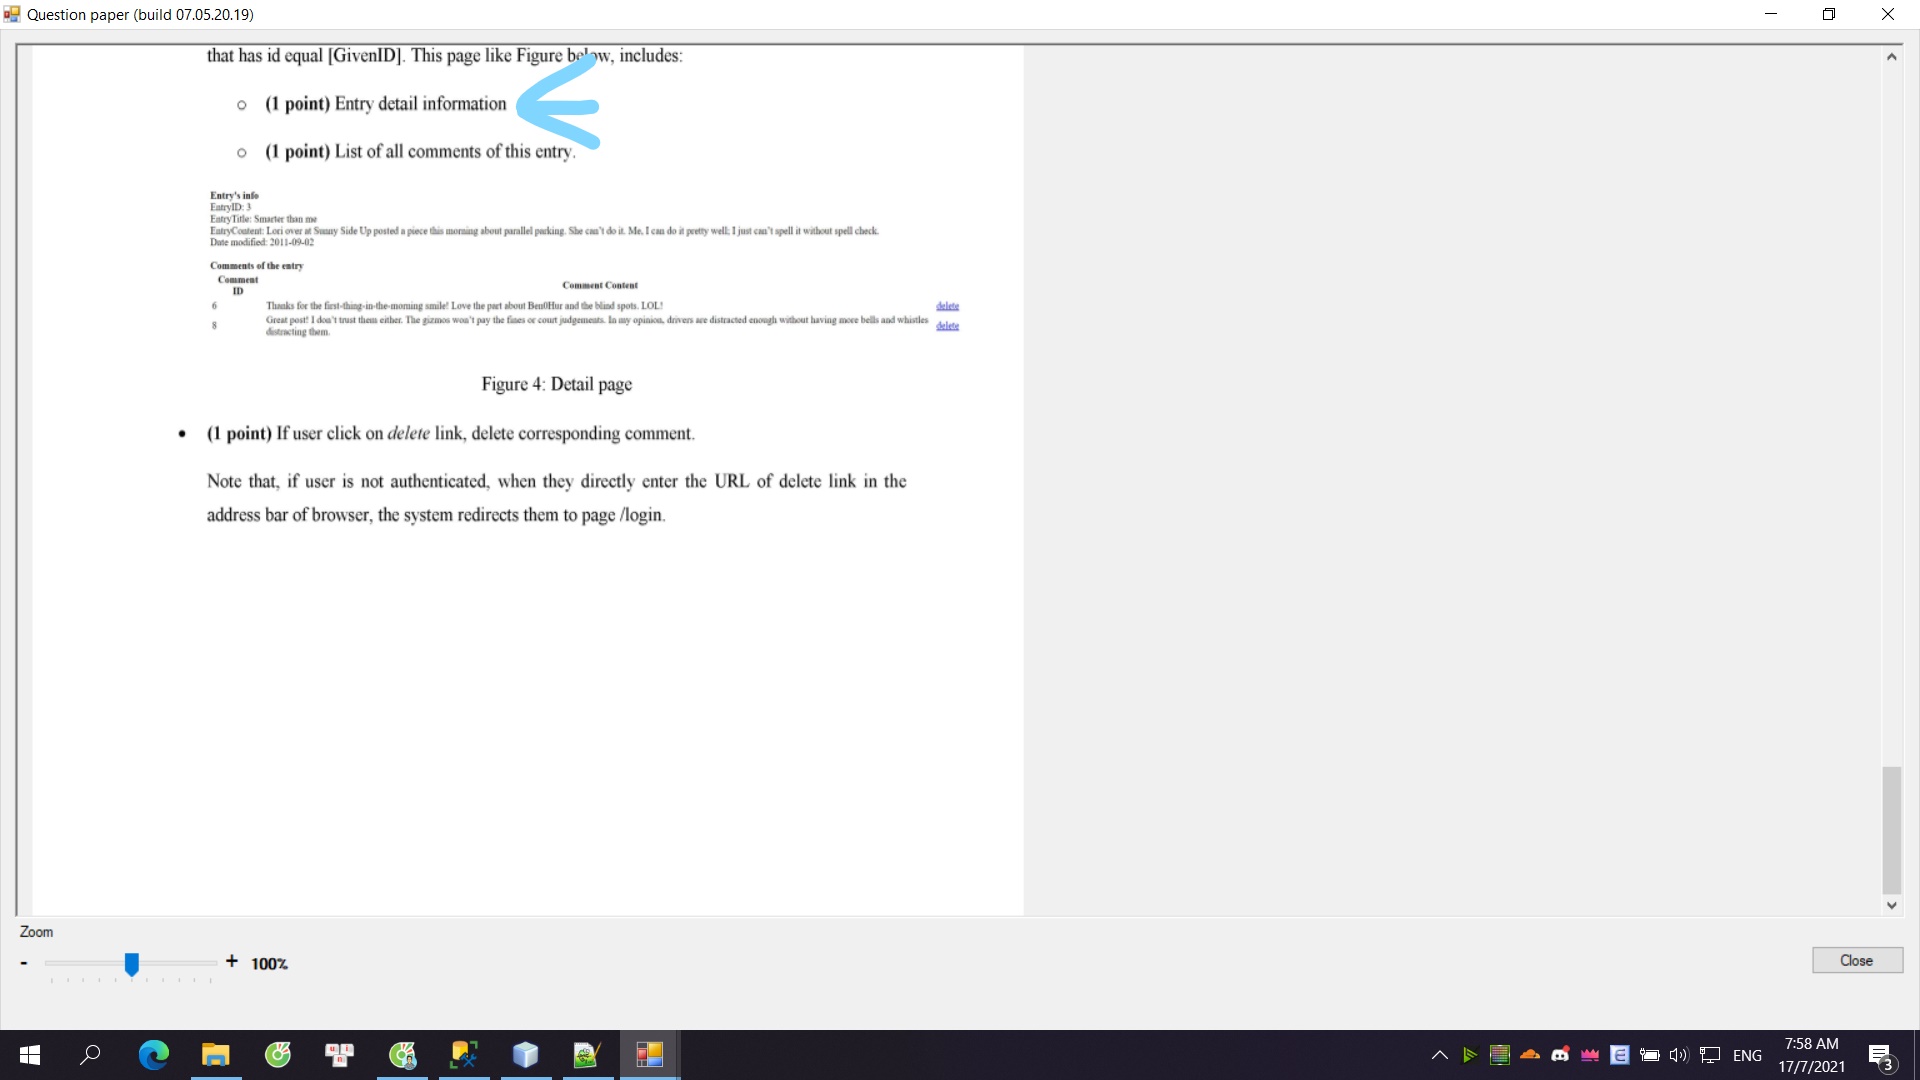 Question paper (build 07.05.20.19)
that has id equal [GivenID]. This page like Figure below, includes:
o (1 point) Entry detail information
o (1 point) List of all comments of this entry.
Entry's info
EntryID: 3
EntryTitle: Smarter than me
EntryContent: Lori over at Sunny Side Up posted a piece this morning about parallel parking. She can't do it. Me, I can do it pretty well; I just can't spell it without spell check.
Date modified: 2011-09-02
Comments of the entry
Comment
ID
Comment Content
6 Thanks for the first-thing-in-the-morning smile! Love the part about Ben0Hur and the blind spots. LOL! delete
8 Great post! I don't trust them either. The gizmos won't pay the fines or court judgements. In my opinion, drivers are distracted enough without having more bells and whistles delete
distracting them.
Figure 4: Detail page
• (1 point) If user click on delete link, delete corresponding comment.
Note that, if user is not authenticated, when they directly enter the URL of delete link in the
address bar of browser, the system redirects them to page /login.
Zoom
- + 100%
Close
ENG
7:58 AM
17/7/2021
3